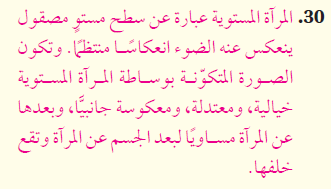 30. المرآة المستوية عبارة عن سطح مستوٍ مصقول
ينعكس عنه الضوء انعكاسًا منتظمًا. وتكون
الصورة المتكوّنة بوساطة المرآة المستوية
خيالية، ومعتدلة، ومعكوسة جانبيًّا، وبعدها
عن المرآة مساويًا لبعد الجسم عن المرآة وتقع
خلفها.